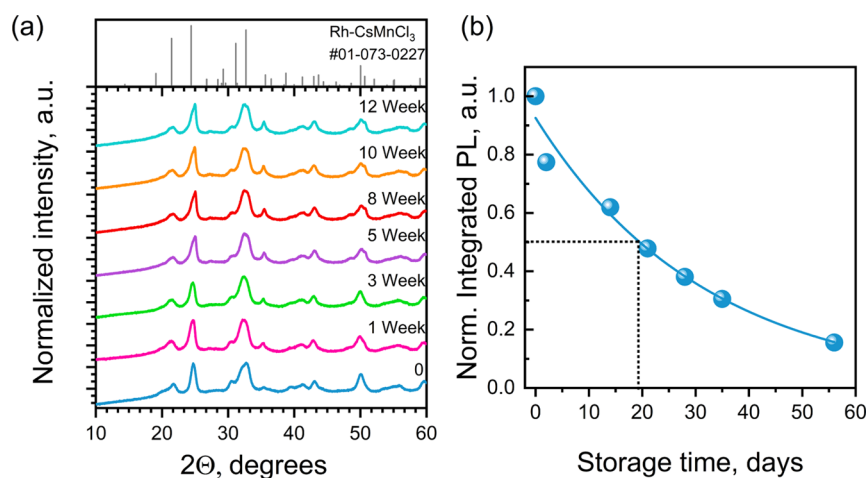 (a)
Rh-CsMnCl3
#01-073-0227
12 Week
10 Week
8 Week
5 Week
3 Week
1 Week
0
Normalized intensity, a.u.
10 20 30 40 50 60
2Θ, degrees
(b)
1.0
0.8
0.6
0.4
0.2
0.0
Norm. Integrated PL, a.u.
0 10 20 30 40 50 60
Storage time, days